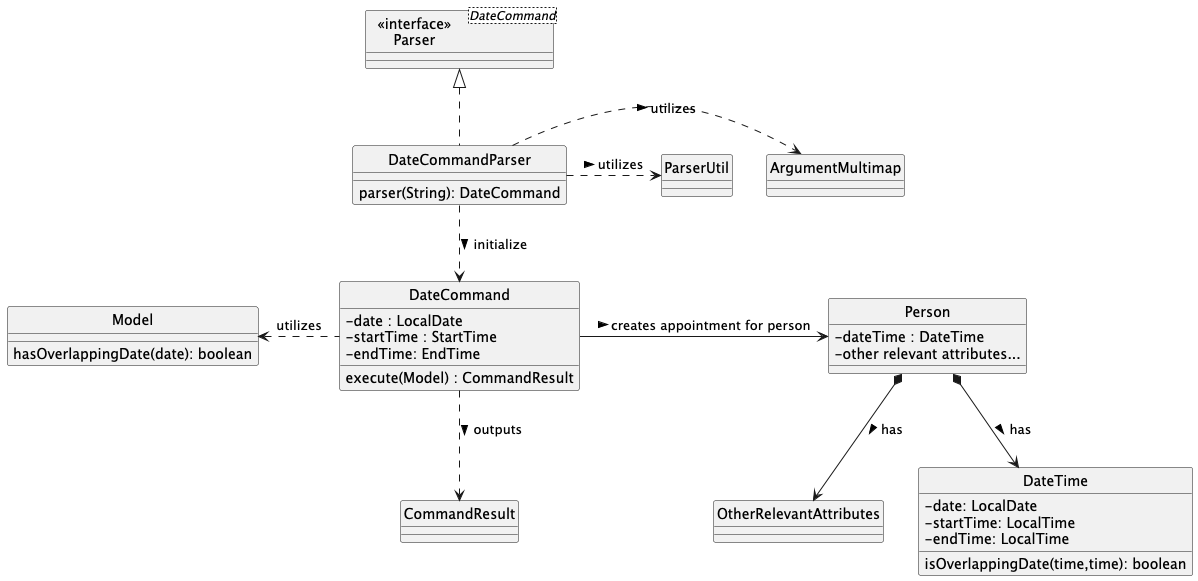 DateCommand
«interface»
Parser
utilizes
DateCommandParser
parser(String): DateCommand
utilizes
ParserUtil
ArgumentMultimap
initialize
DateCommand
-date : LocalDate
-startTime : StartTime
-endTime: EndTime
execute(Model) : CommandResult
Model
hasOverlappingDate(date): boolean
utilizes
creates appointment for person
Person
-dateTime : DateTime
-other relevant attributes...
outputs
has
has
CommandResult
OtherRelevantAttributes
DateTime
-date: LocalDate
-startTime: LocalTime
-endTime: LocalTime
isOverlappingDate(time,time): boolean